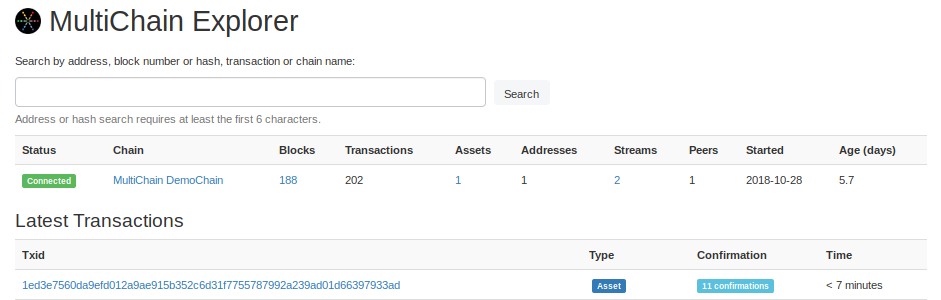 MultiChain Explorer
Search by address, block number or hash, transaction or chain name:
Search
Address or hash search requires at least the first 6 characters.
Status Chain Blocks Transactions Assets Addresses Streams Peers Started Age (days)
Connected MultiChain DemoChain 188 202 1 1 2 1 2018-10-28 5.7
Latest Transactions
Txid Type Confirmation Time
1ed3e7560da9efd012a9ae915b352c6d31f7755787992a239ad01d66397933ad Asset 11 confirmations < 7 minutes